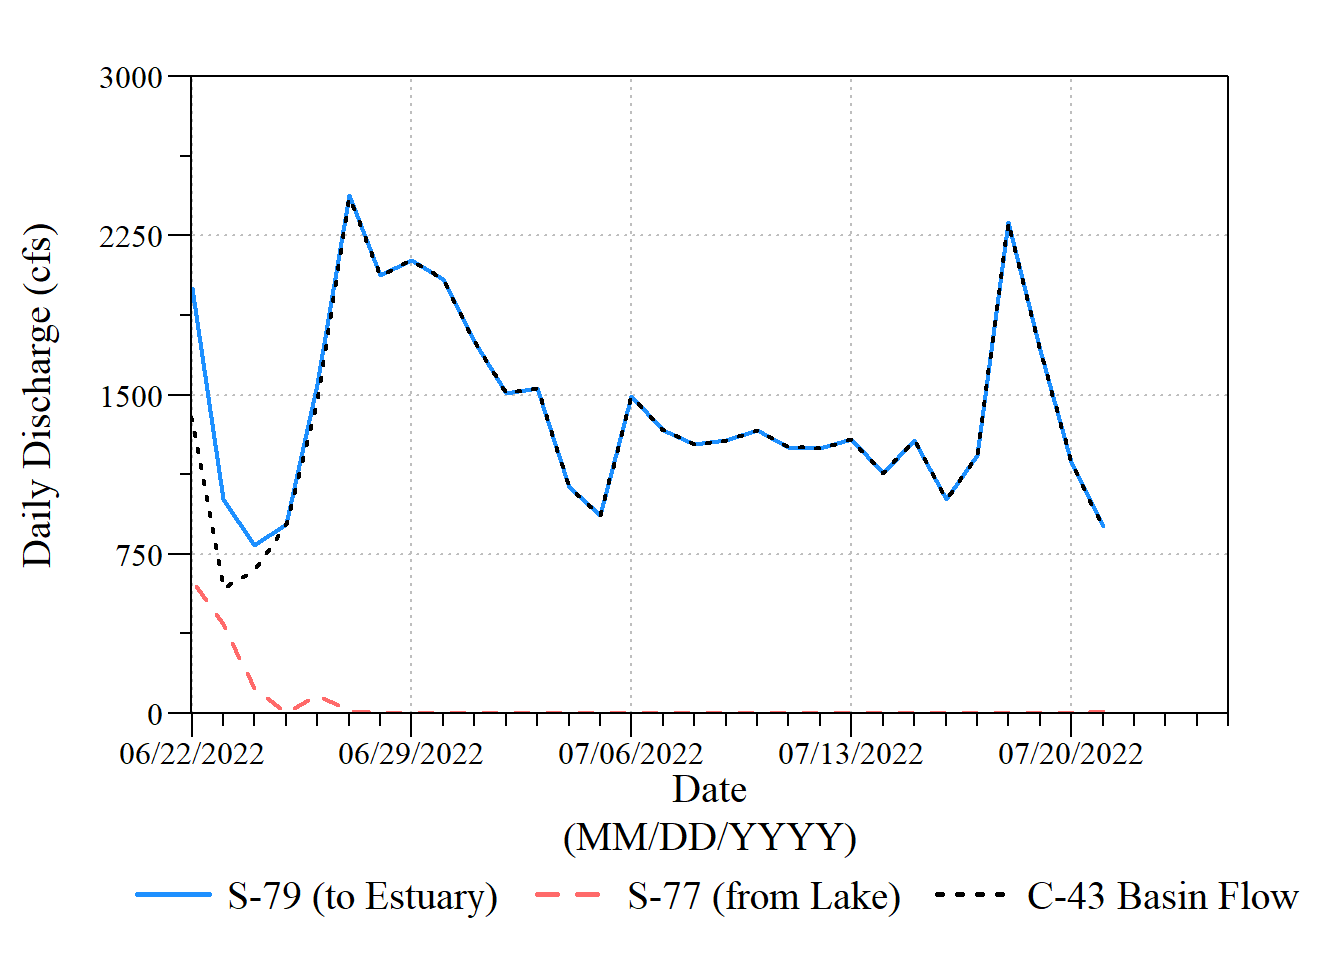 3000
2250
1500
750
0
Daily Discharge (cfs)
06/22/2022 06/29/2022 07/06/2022 07/13/2022 07/20/2022
Date
(MM/DD/YYYY)
S-79 (to Estuary) S-77 (from Lake) C-43 Basin Flow